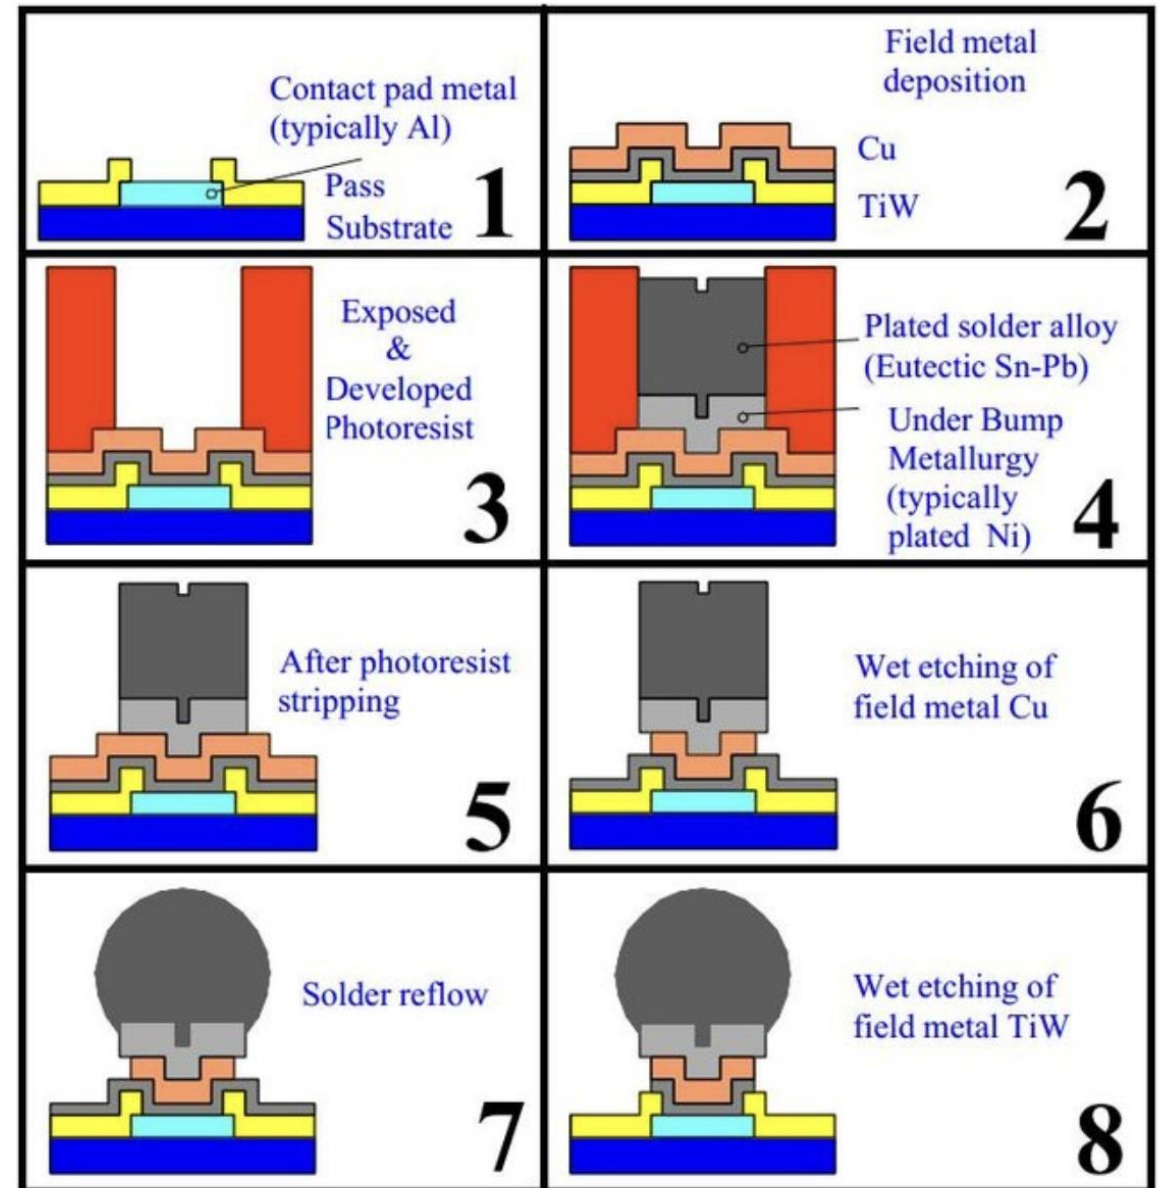 Contact pad metal
(typically Al)
Pass
Substrate
1
Field metal
deposition
Cu
TiW
2
Exposed
&
Developed
Photoresist
3
Plated solder alloy
(Eutectic Sn-Pb)
Under Bump
Metallurgy
(typically
plated Ni)
4
After photoresist
stripping
5
Wet etching of
field metal Cu
6
Solder reflow
7
Wet etching of
field metal TiW
8